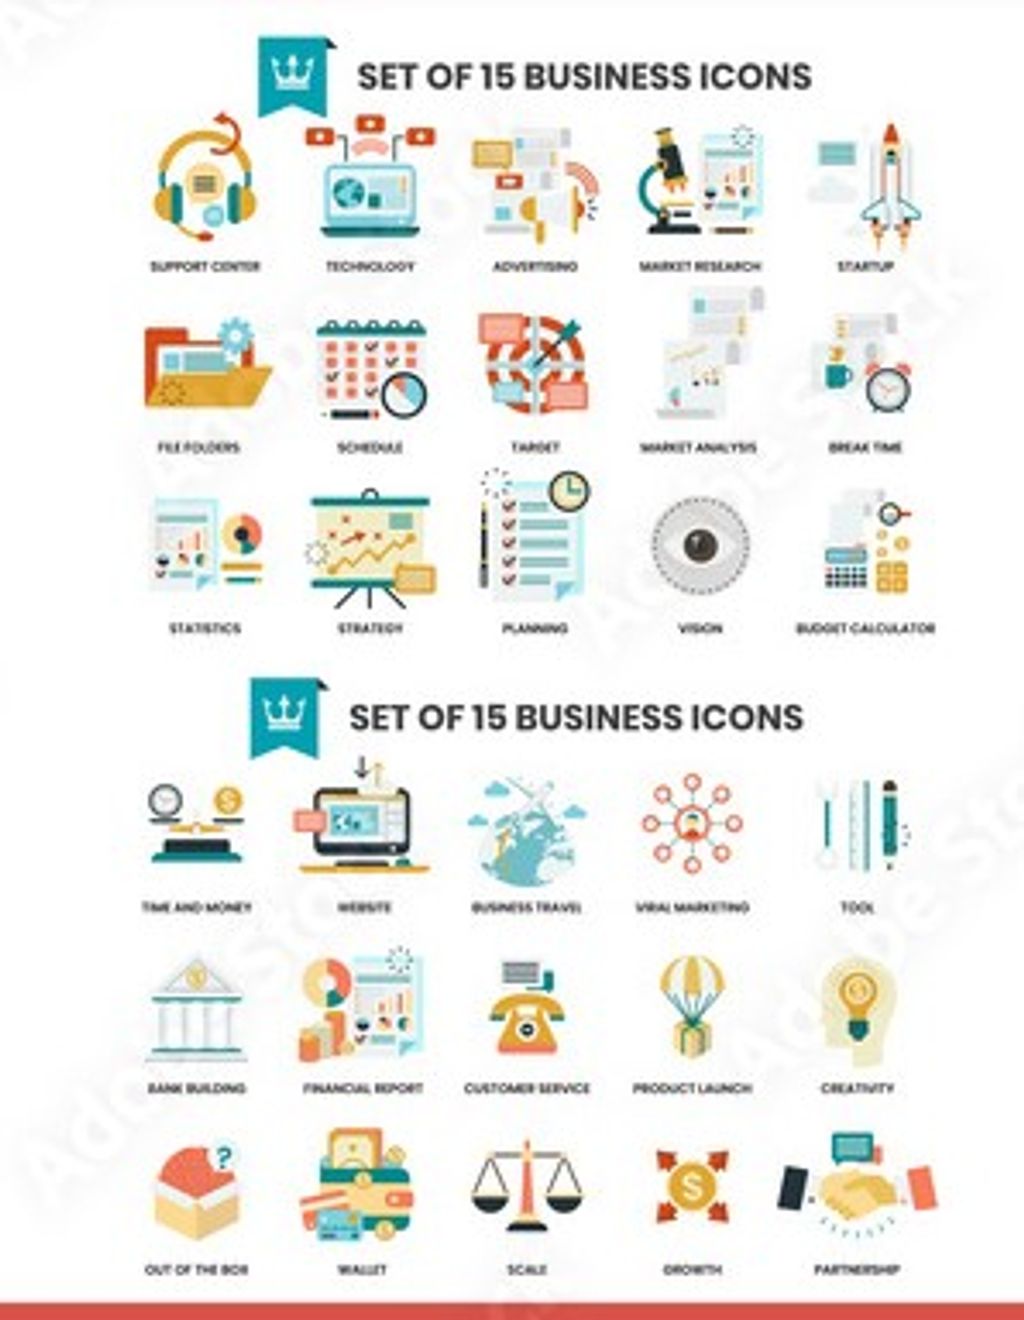 SET OF 15 BUSINESS ICONS
SUPPORT CENTER TECHNOLOGY ADVERTISING MARKET RESEARCH STARTUP
FILE FOLDERS SCHEDULE TARGET MARKET ANALYSIS BREAK TIME
STATISTICS STRATEGY PLANNING VISION BUDGET CALCULATOR
SET OF 15 BUSINESS ICONS
TIME AND MONEY WEBSITE BUSINESS TRAVEL VIRAL MARKETING TOOL
BANK BUILDING FINANCIAL REPORT CUSTOMER SERVICE PRODUCT LAUNCH CREATIVITY
?
OUT OF THE BOX WALLET SCALE GROWTH PARTNERSHIP
Adobe Stock